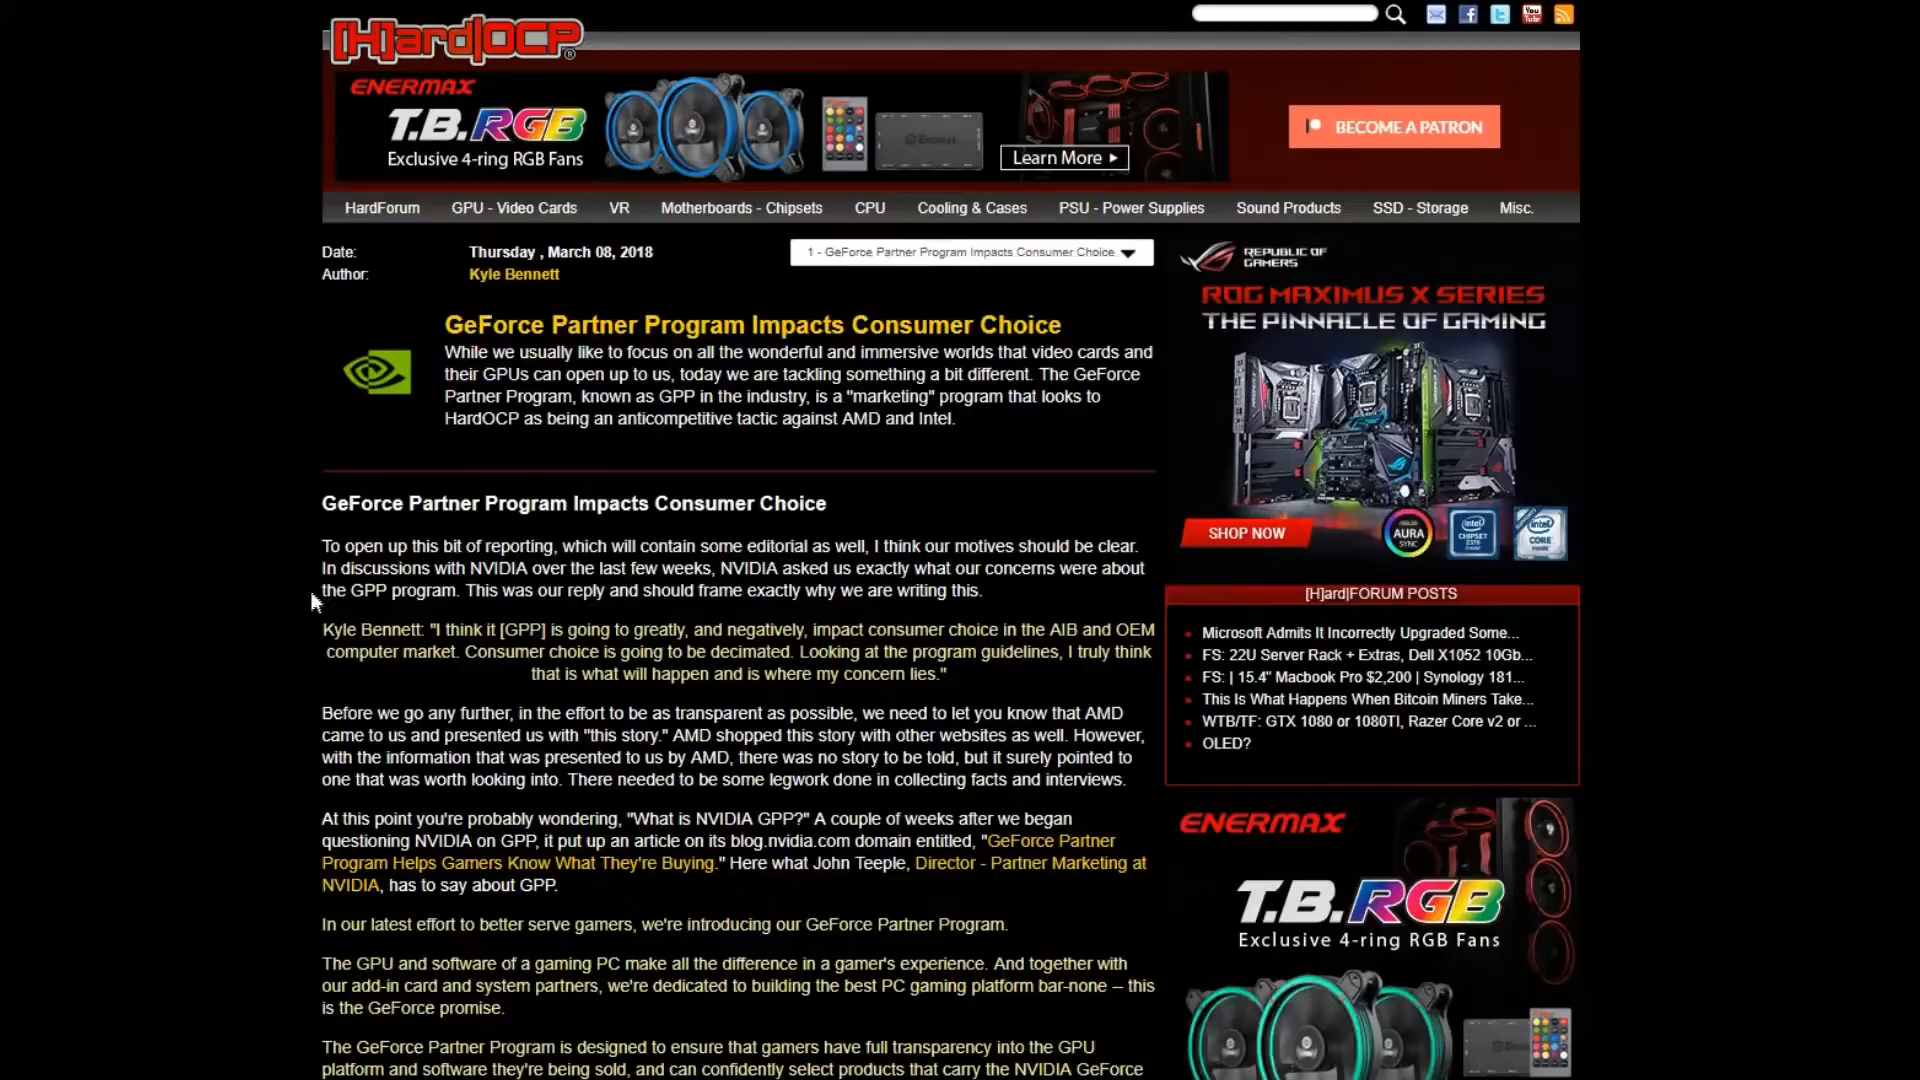 [H]ard|OCP®
ENERMAX
T.B.RGB
Exclusive 4-ring RGB Fans
Learn More
BECOME A PATRON
HardForum GPU - Video Cards VR Motherboards - Chipsets CPU Cooling & Cases PSU - Power Supplies Sound Products SSD - Storage Misc.
Date: Thursday , March 08, 2018
Author: Kyle Bennett
1 - GeForce Partner Program Impacts Consumer Choice
GeForce Partner Program Impacts Consumer Choice
While we usually like to focus on all the wonderful and immersive worlds that video cards and
their GPUs can open up to us, today we are tackling something a bit different. The GeForce
Partner Program, known as GPP in the industry, is a "marketing" program that looks to
HardOCP as being an anticompetitive tactic against AMD and Intel.
GeForce Partner Program Impacts Consumer Choice
To open up this bit of reporting, which will contain some editorial as well, I think our motives should be clear.
In discussions with NVIDIA over the last few weeks, NVIDIA asked us exactly what our concerns were about
the GPP program. This was our reply and should frame exactly why we are writing this.
Kyle Bennett: "I think it [GPP] is going to greatly, and negatively, impact consumer choice in the AIB and OEM
computer market. Consumer choice is going to be decimated. Looking at the program guidelines, I truly think
that is what will happen and is where my concern lies."
Before we go any further, in the effort to be as transparent as possible, we need to let you know that AMD
came to us and presented us with "this story." AMD shopped this story with other websites as well. However,
with the information that was presented to us by AMD, there was no story to be told, but it surely pointed to
one that was worth looking into. There needed to be some legwork done in collecting facts and interviews.
At this point you're probably wondering, "What is NVIDIA GPP?" A couple of weeks after we began
questioning NVIDIA on GPP, it put up an article on its blog.nvidia.com domain entitled, "GeForce Partner
Program Helps Gamers Know What They're Buying." Here what John Teeple, Director - Partner Marketing at
NVIDIA, has to say about GPP.
In our latest effort to better serve gamers, we're introducing our GeForce Partner Program.
The GPU and software of a gaming PC make all the difference in a gamer's experience. And together with
our add-in card and system partners, we're dedicated to building the best PC gaming platform bar-none -- this
is the GeForce promise.
The GeForce Partner Program is designed to ensure that gamers have full transparency into the GPU
platform and software they're being sold, and can confidently select products that carry the NVIDIA GeForce
REPUBLIC OF
GAMERS
ROG MAXIMUS X SERIES
THE PINNACLE OF GAMING
SHOP NOW
AURA
SYNC
intel
CHIPSET
Z370
intel
CORE
[H]ard|FORUM POSTS
Microsoft Admits It Incorrectly Upgraded Some...
FS: 22U Server Rack + Extras, Dell X1052 10Gb...
FS: | 15.4" Macbook Pro $2,200 | Synology 181...
This Is What Happens When Bitcoin Miners Take...
WTB/TF: GTX 1080 or 1080TI, Razer Core v2 or ...
OLED?
ENERMAX
T.B.RGB
Exclusive 4-ring RGB Fans